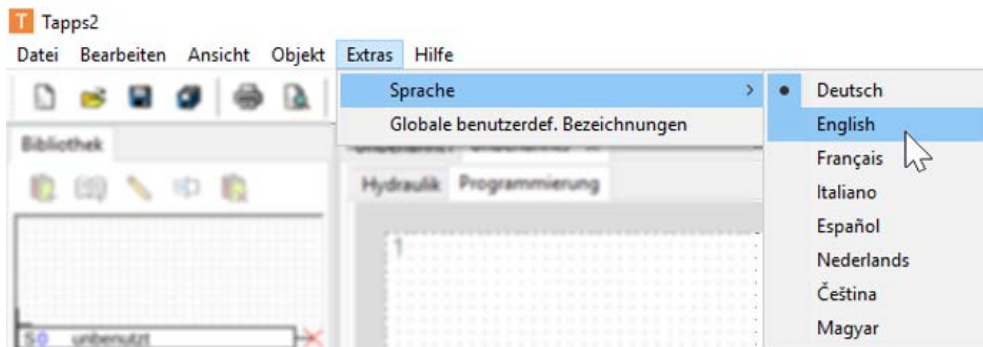 T Tapps2
Datei Bearbeiten Ansicht Objekt Extras Hilfe
Sprache
Globale benutzerdef. Bezeichnungen
Deutsch
English
Français
Italiano
Español
Nederlands
Čeština
Magyar
Bibliothek
Hydraulik Programmierung
1
S0 unbenutzt